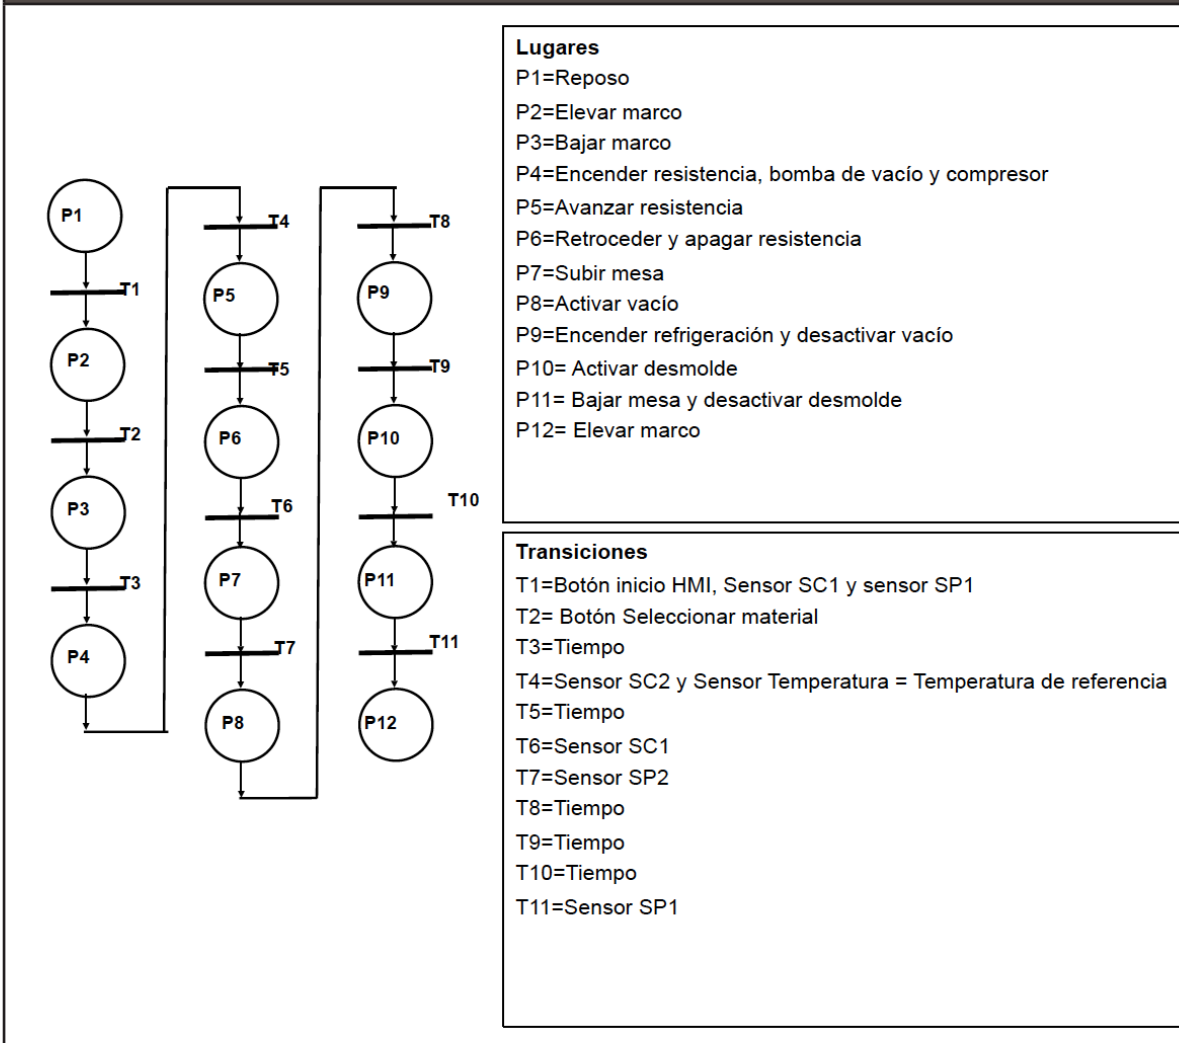 P1
T1
P2
T2
P3
T3
P4
T4
P5
T5
P6
T6
P7
T7
P8
T8
P9
T9
P10
T10
P11
T11
P12
Lugares
P1=Reposo
P2=Elevar marco
P3=Bajar marco
P4=Encender resistencia, bomba de vacío y compresor
P5=Avanzar resistencia
P6=Retroceder y apagar resistencia
P7=Subir mesa
P8=Activar vacío
P9=Encender refrigeración y desactivar vacío
P10= Activar desmolde
P11= Bajar mesa y desactivar desmolde
P12= Elevar marco
Transiciones
T1=Botón inicio HMI, Sensor SC1 y sensor SP1
T2= Botón Seleccionar material
T3=Tiempo
T4=Sensor SC2 y Sensor Temperatura = Temperatura de referencia
T5=Tiempo
T6=Sensor SC1
T7=Sensor SP2
T8=Tiempo
T9=Tiempo
T10=Tiempo
T11=Sensor SP1